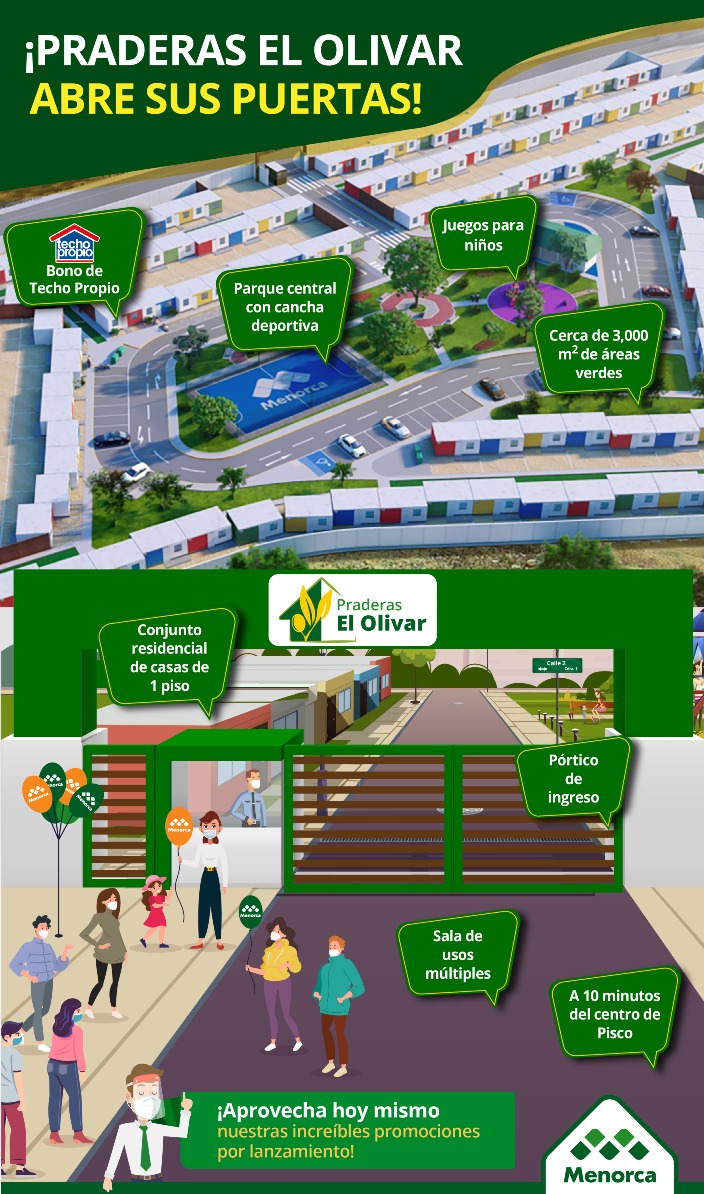 ¡PRADERAS EL OLIVAR
ABRE SUS PUERTAS!
techo
propio
Bono de
Techo Propio
Parque central
con cancha
deportiva
Juegos para
niños
Cerca de 3,000
m² de áreas
verdes
Menorca
Praderas
El Olivar
Conjunto
residencial
de casas de
1 piso
Calle 2
Pórtico
de
ingreso
Menorca
Menorca
Menorca
Menorca
Menorca
Sala de
usos
múltiples
A 10 minutos
del centro de
Pisco
¡Aprovecha hoy mismo
nuestras increíbles promociones
por lanzamiento!
Menorca